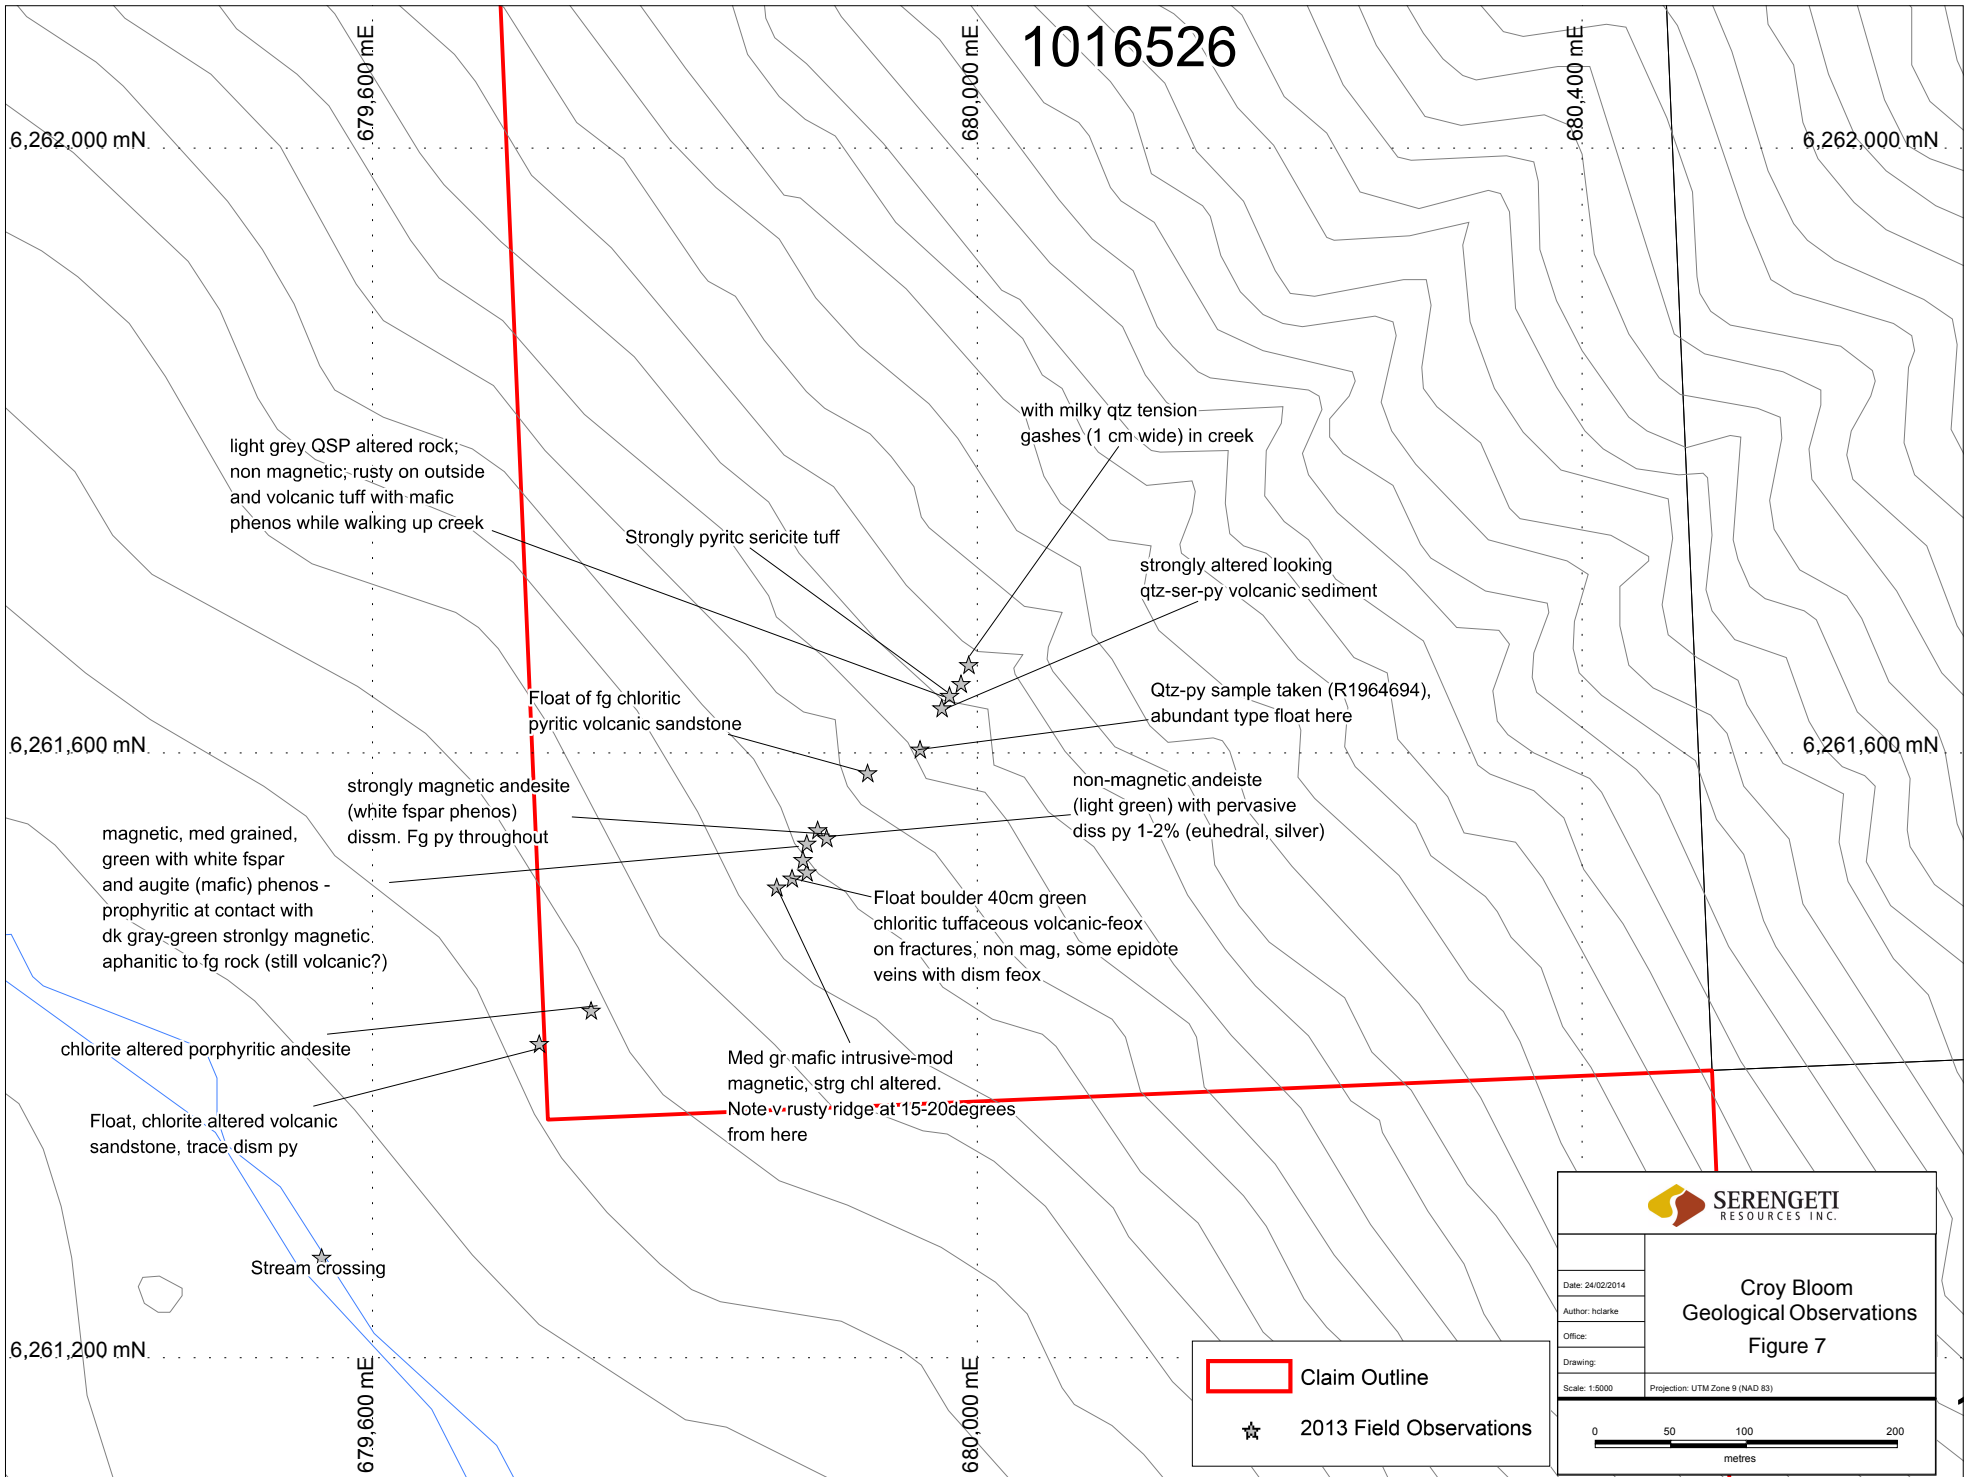 1016526
679,600 mE
680,000 mE
680,400 mE
6,262,000 mN
6,262,000 mN
with milky qtz tension
gashes (1 cm wide) in creek
light grey QSP altered rock;
non magnetic; rusty on outside
and volcanic tuff with mafic
phenos while walking up creek
Strongly pyritc sericite tuff
strongly altered looking
qtz-ser-py volcanic sediment
Float of fg chloritic
pyritic volcanic sandstone
Qtz-py sample taken (R1964694),
abundant type float here
6,261,600 mN
6,261,600 mN
strongly magnetic andesite
(white fspar phenos)
dissm. Fg py throughout
non-magnetic andeiste
(light green) with pervasive
diss py 1-2% (euhedral, silver)
magnetic, med grained,
green with white fspar
and augite (mafic) phenos -
prophyritic at contact with
dk gray-green stronlgy magnetic
aphanitic to fg rock (still volcanic?)
Float boulder 40cm green
chloritic tuffaceous volcanic-feox
on fractures, non mag, some epidote
veins with dism feox
chlorite altered porphyritic andesite
Med gr mafic intrusive-mod
magnetic, strg chl altered.
Note v rusty ridge at 15-20degrees
from here
Float, chlorite altered volcanic
sandstone, trace dism py
Stream crossing
6,261,200 mN
679,600 mE
680,000 mE
Claim Outline
2013 Field Observations
SERENGETI
RESOURCES INC.
Date: 24/02/2014
Author: hclarke
Office:
Drawing:
Scale: 1:5000
Croy Bloom
Geological Observations
Figure 7
Projection: UTM Zone 9 (NAD 83)
0 50 100 200
metres